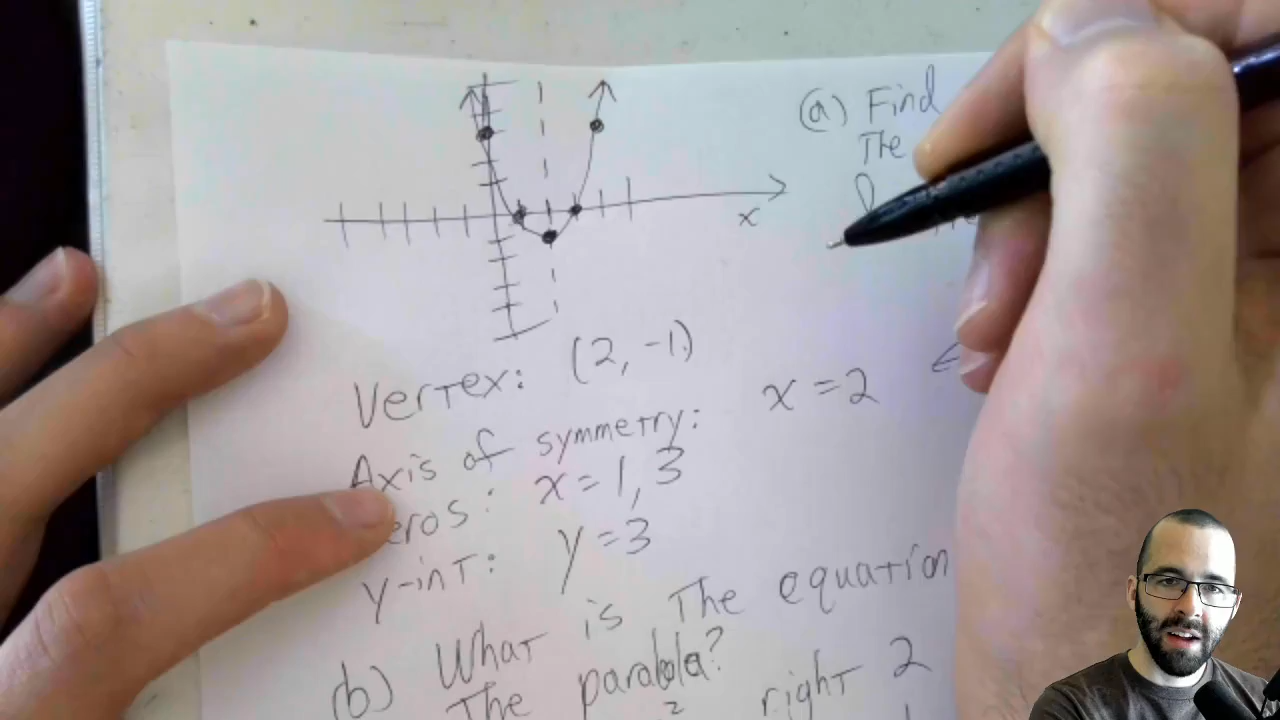 (a) Find
The
x
Vertex: (2, -1)
Axis of symmetry: x = 2
eros: x = 1, 3
y-inT: y = 3
(b) What is The equation
The parabola?
2 right 2